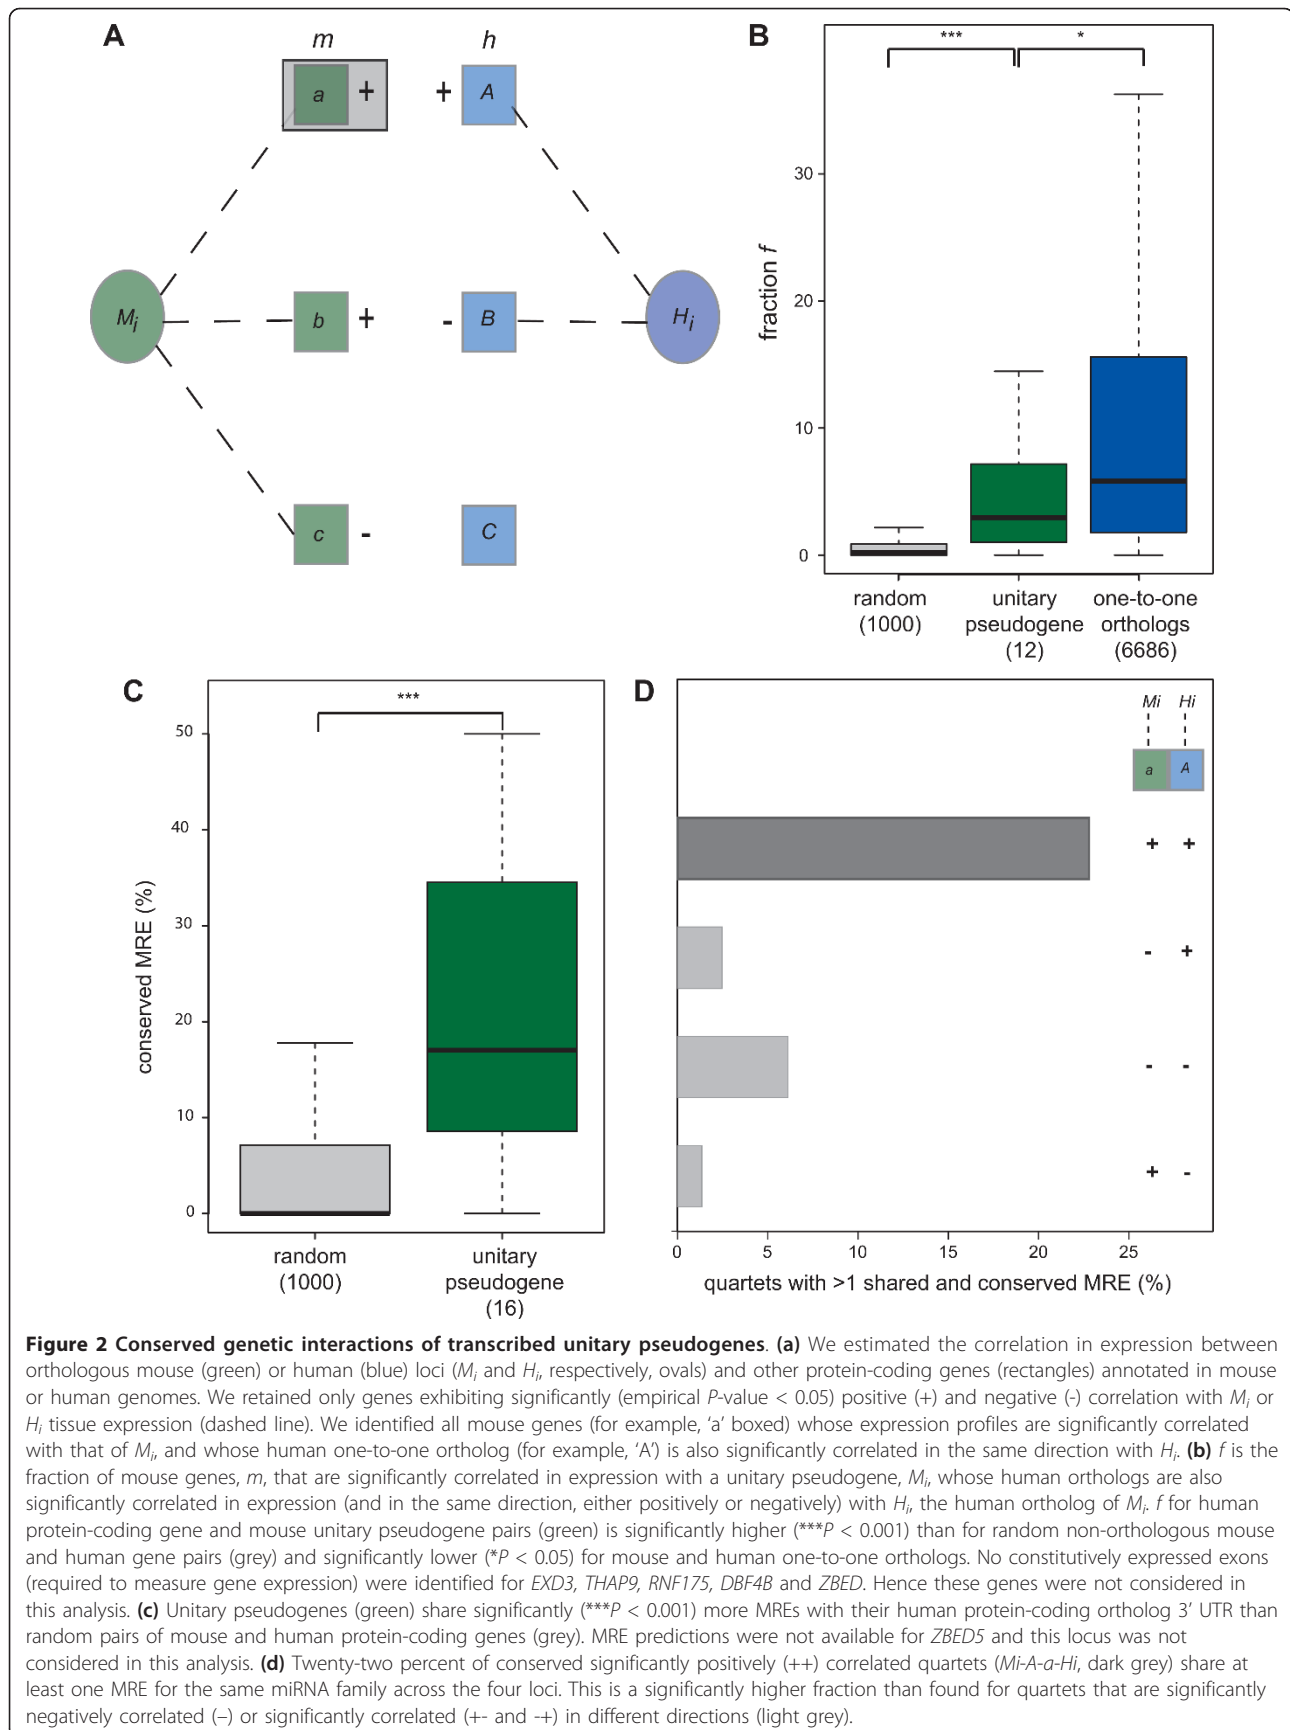 A
m
h
a
+
+
A
M_i
b
+
-
B
H_i
c
-
C
B
***
*
fraction f
30
20
10
0
random
(1000)
unitary
pseudogene
(12)
one-to-one
orthologs
(6686)
C
***
conserved MRE (%)
50
40
30
20
10
0
random
(1000)
unitary
pseudogene
(16)
D
Mi Hi
a A
+ +
- +
- -
+ -
0 5 10 15 20 25
quartets with >1 shared and conserved MRE (%)
Figure 2 Conserved genetic interactions of transcribed unitary pseudogenes. (a) We estimated the correlation in expression between
orthologous mouse (green) or human (blue) loci (M_i and H_i, respectively, ovals) and other protein-coding genes (rectangles) annotated in mouse
or human genomes. We retained only genes exhibiting significantly (empirical P-value < 0.05) positive (+) and negative (-) correlation with M_i or
H_i tissue expression (dashed line). We identified all mouse genes (for example, ‘a’ boxed) whose expression profiles are significantly correlated
with that of M_i, and whose human one-to-one ortholog (for example, ‘A’) is also significantly correlated in the same direction with H_i. (b) f is the
fraction of mouse genes, m, that are significantly correlated in expression with a unitary pseudogene, M_i, whose human orthologs are also
significantly correlated in expression (and in the same direction, either positively or negatively) with H_i, the human ortholog of M_i. f for human
protein-coding gene and mouse unitary pseudogene pairs (green) is significantly higher (***P < 0.001) than for random non-orthologous mouse
and human gene pairs (grey) and significantly lower (*P < 0.05) for mouse and human one-to-one orthologs. No constitutively expressed exons
(required to measure gene expression) were identified for EXD3, THAP9, RNF175, DBF4B and ZBED. Hence these genes were not considered in
this analysis. (c) Unitary pseudogenes (green) share significantly (***P < 0.001) more MREs with their human protein-coding ortholog 3’ UTR than
random pairs of mouse and human protein-coding genes (grey). MRE predictions were not available for ZBED5 and this locus was not
considered in this analysis. (d) Twenty-two percent of conserved significantly positively (++) correlated quartets (Mi-A-a-Hi, dark grey) share at
least one MRE for the same miRNA family across the four loci. This is a significantly higher fraction than found for quartets that are significantly
negatively correlated (–) or significantly correlated (+- and -+) in different directions (light grey).